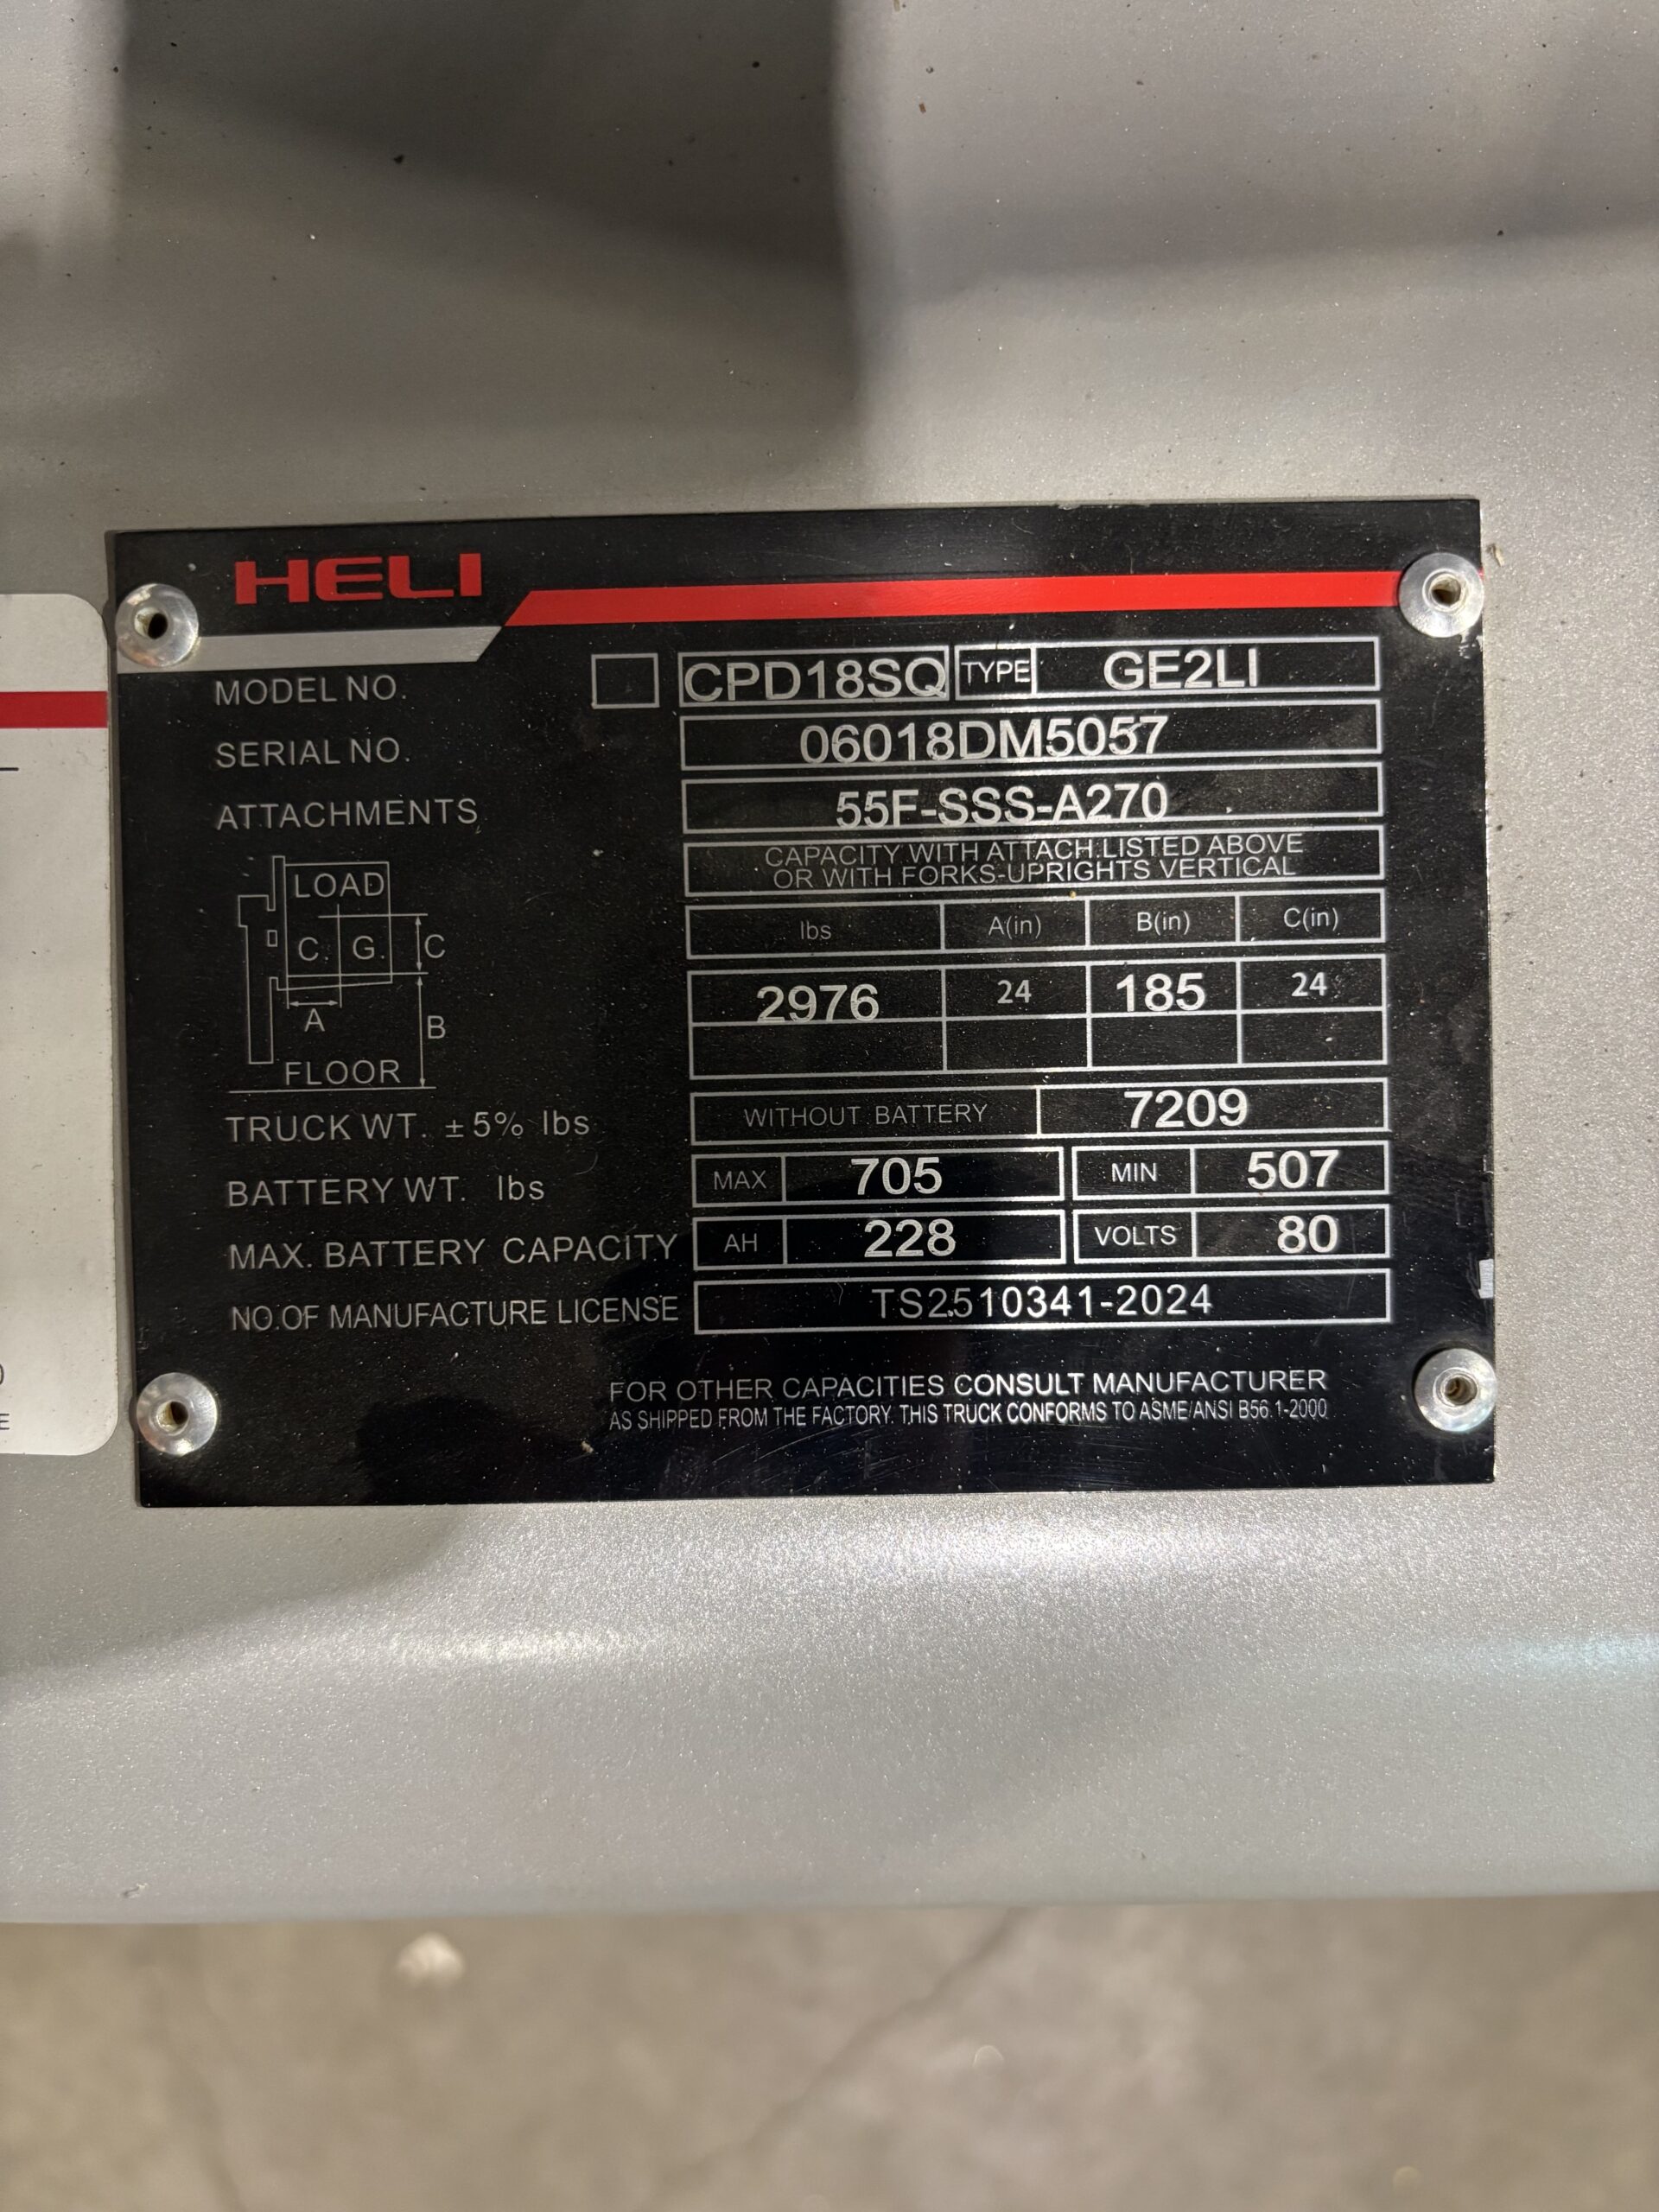 HELI
MODEL NO. CPD18SQ TYPE GE2LI
SERIAL NO. 06018DM5057
ATTACHMENTS 55F-SSS-A270
CAPACITY WITH ATTACH.LISTED ABOVE
OR WITH FORKS-UPRIGHTS VERTICAL
LOAD
C. G. C
A
B
FLOOR
lbs A(in) B(in) C(in)
2976 24 185 24
TRUCK WT. ±5% lbs WITHOUT BATTERY 7209
BATTERY WT. lbs MAX 705 MIN 507
MAX. BATTERY CAPACITY AH 228 VOLTS 80
NO.OF MANUFACTURE LICENSE TS2510341-2024
FOR OTHER CAPACITIES CONSULT MANUFACTURER
AS SHIPPED FROM THE FACTORY. THIS TRUCK CONFORMS TO ASME/ANSI B56.1-2000
E